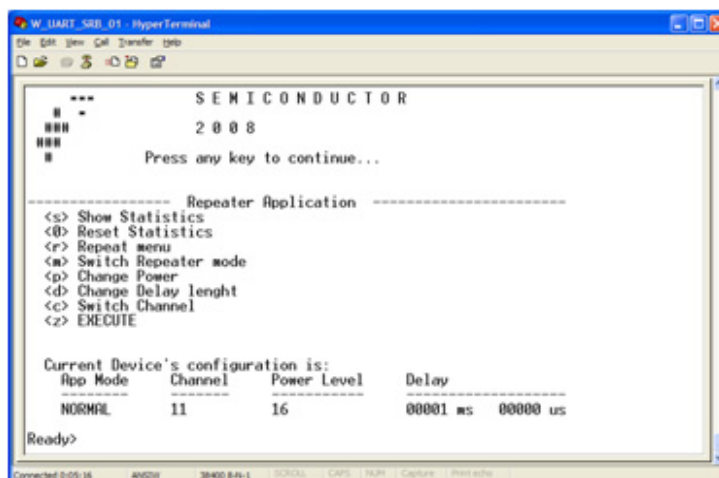 W_UART_SRB_01 - HyperTerminal
File Edit View Call Transfer Help
S E M I C O N D U C T O R
2 0 0 8
Press any key to continue...
----------------- Repeater Application -----------------------
<s> Show Statistics
<0> Reset Statistics
<r> Repeat menu
<m> Switch Repeater mode
<p> Change Power
<d> Change Delay lenght
<c> Switch Channel
<z> EXECUTE
Current Device's configuration is:
App Mode Channel Power Level Delay
NORMAL 11 16 00001 ms 00000 us
Ready>
Connected 0:05:16 ANSIW 38400 8-N-1 SCROLL CAPS NUM Capture Print echo